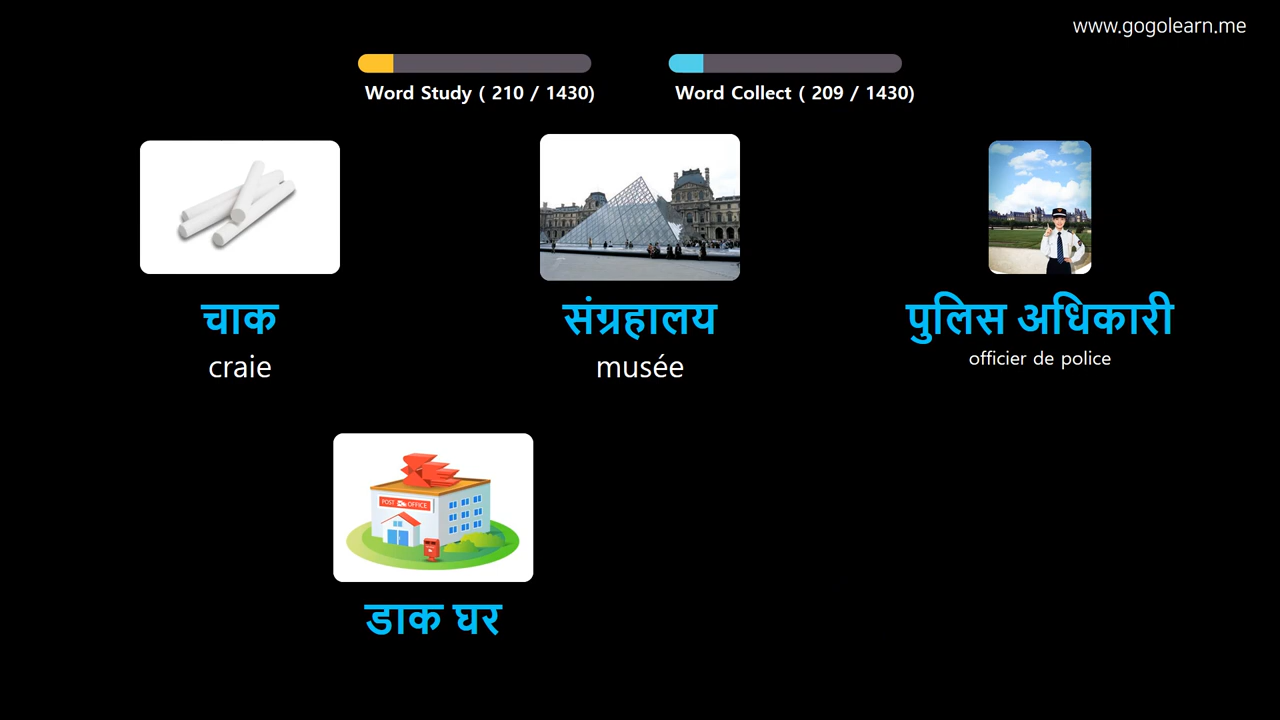 www.gogolearn.me
Word Study ( 210 / 1430)
Word Collect ( 209 / 1430)
चाक
craie
संग्रहालय
musée
पुलिस अधिकारी
officier de police
POST OFFICE
डाक घर